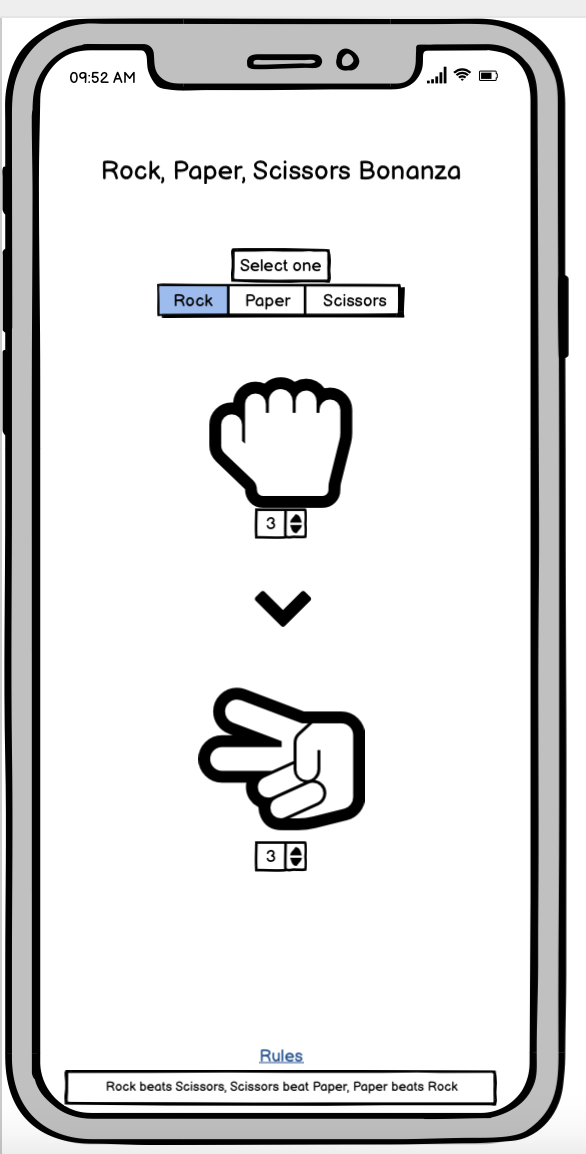 09:52 AM
Rock, Paper, Scissors Bonanza
Select one
Rock Paper Scissors
3
3
Rules
Rock beats Scissors, Scissors beat Paper, Paper beats Rock